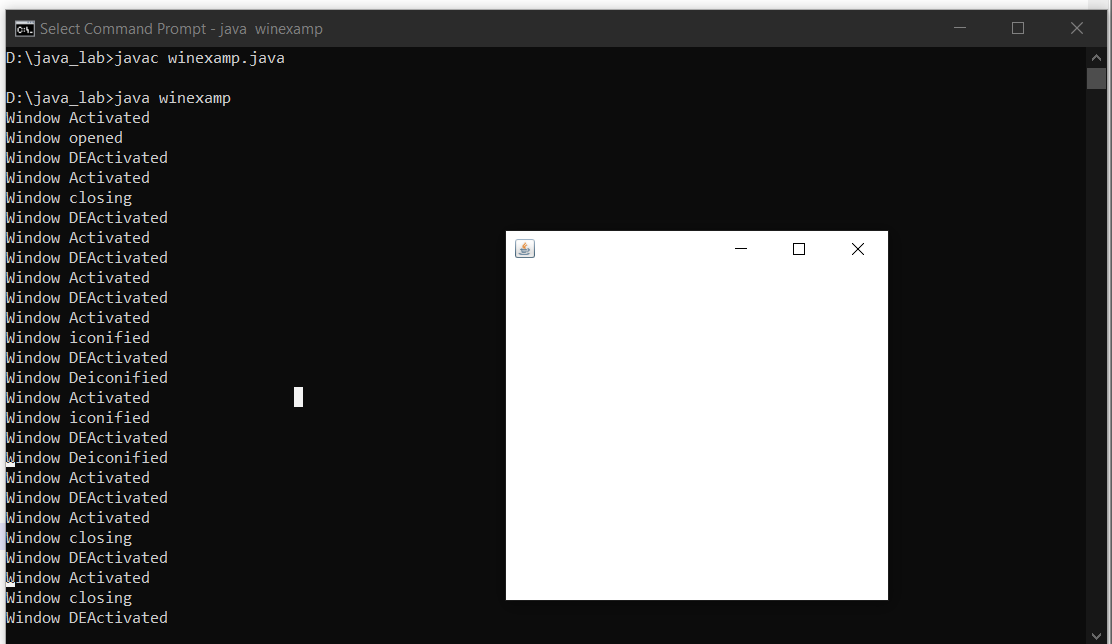 Select Command Prompt - java  winexamp
D:\java_lab>javac winexamp.java
D:\java_lab>java winexamp
Window Activated
Window opened
Window DEActivated
Window Activated
Window closing
Window DEActivated
Window Activated
Window DEActivated
Window Activated
Window DEActivated
Window Activated
Window iconified
Window DEActivated
Window Deiconified
Window Activated
Window iconified
Window DEActivated
Window Deiconified
Window Activated
Window DEActivated
Window Activated
Window closing
Window DEActivated
Window Activated
Window closing
Window DEActivated